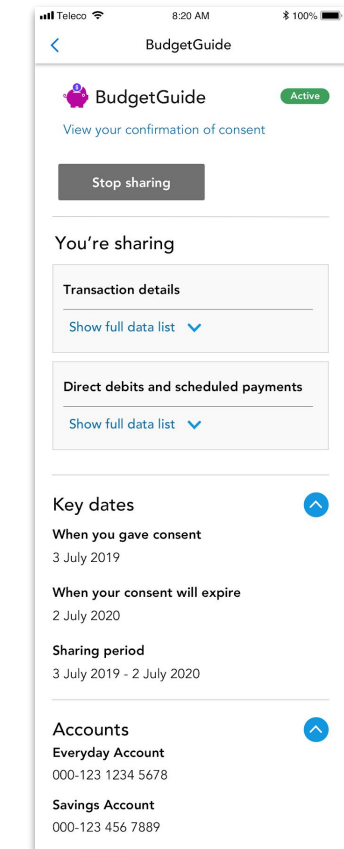 Teleco 8:20 AM 100%
BudgetGuide
BudgetGuide Active
View your confirmation of consent
Stop sharing
You're sharing
Transaction details
Show full data list
Direct debits and scheduled payments
Show full data list
Key dates
When you gave consent
3 July 2019
When your consent will expire
2 July 2020
Sharing period
3 July 2019 - 2 July 2020
Accounts
Everyday Account
000-123 1234 5678
Savings Account
000-123 456 7889